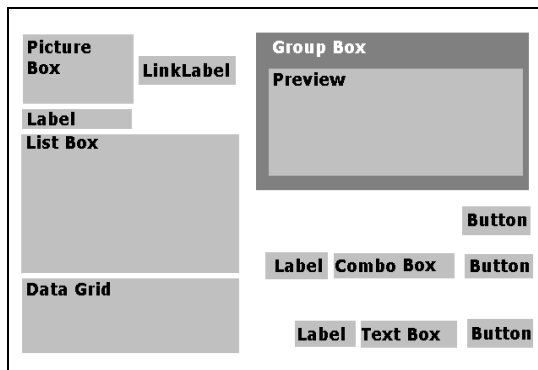 Picture
Box
LinkLabel
Label
List Box
Data Grid
Group Box
Preview
Button
Label Combo Box Button
Label Text Box Button